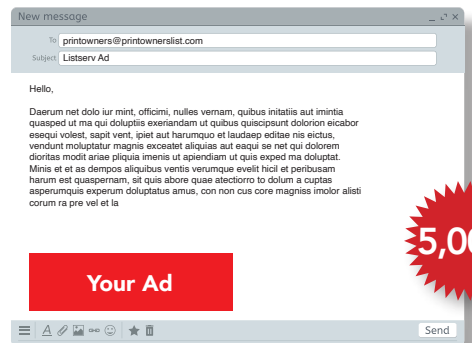 New message
To printowners@printownerslist.com
Subject Listserv Ad
Hello,
Daerum net dolo iur mint, officimi, nulles vernam, quibus initatiis aut imintia
quasped ut ma qui doluptiis exeriandam ut quibus quiscipsunt dolorion eicabor
esequi volest, sapit vent, ipiet aut harumquo et laudaep editae nis eictus,
vendunt moluptatur magnis exceatet aliquias aut eaqui se net qui dolorem
dioritas modit ariae pliquia imenis ut apiendiam ut quis exped ma doluptat.
Minis et et as dempos aliquibus ventis verumque evelit hicil et peribusam
harum est quaspernam, sit quis abore quae atectiorro to dolum a cuptas
asperumquis experum doluptatus amus, con non cus core magniss imolor alisti
corum ra pre vel et la
5,00
Your Ad
Send